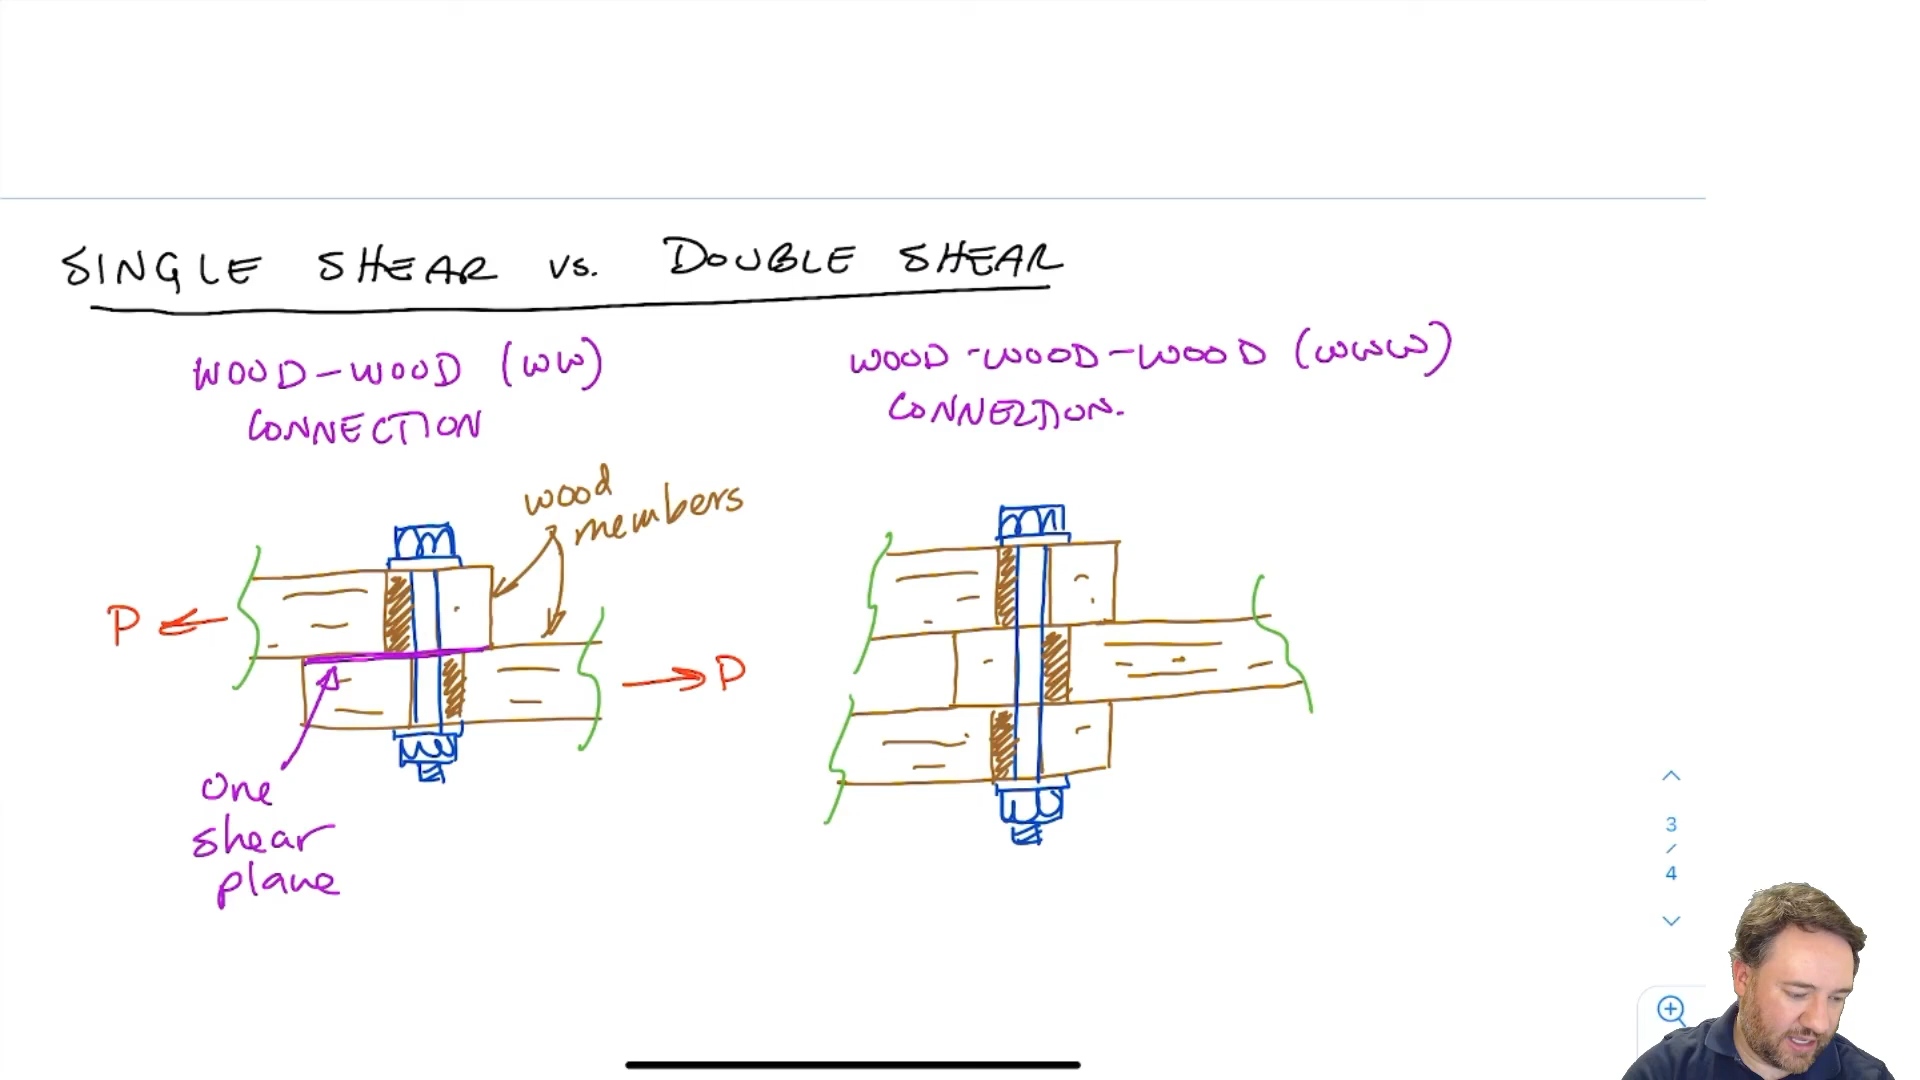 SINGLE SHEAR vs. DOUBLE SHEAR
WOOD-WOOD (WW)
CONNECTION
WOOD-WOOD-WOOD (WWW)
CONNECTION.
wood
members
P
P
One
shear
plane
3
/
4